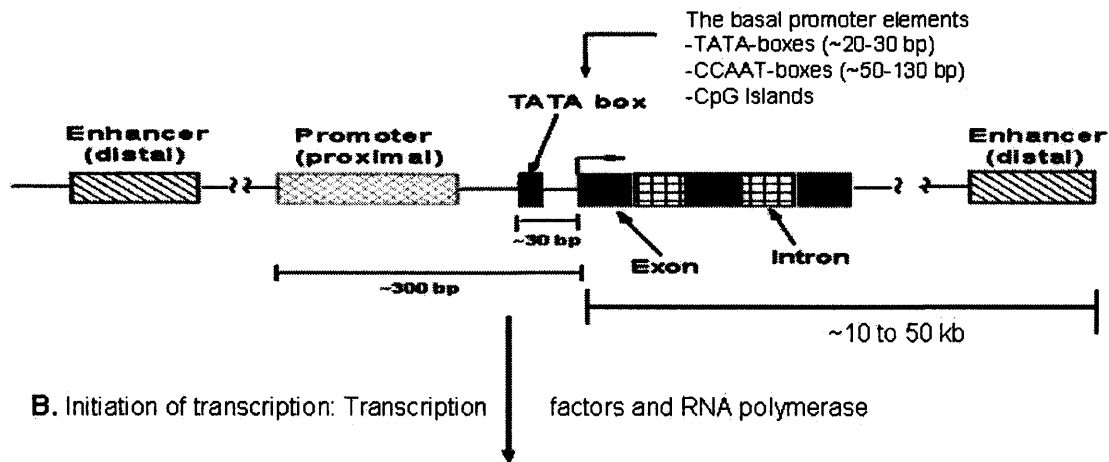 The basal promoter elements
-TATA-boxes (~20-30 bp)
-CCAAT-boxes (~50-130 bp)
-CpG Islands
TATA box
Enhancer
(distal)
Promoter
(proximal)
Enhancer
(distal)
~30 bp
Exon
Intron
~300 bp
~10 to 50 kb
B. Initiation of transcription: Transcription factors and RNA polymerase